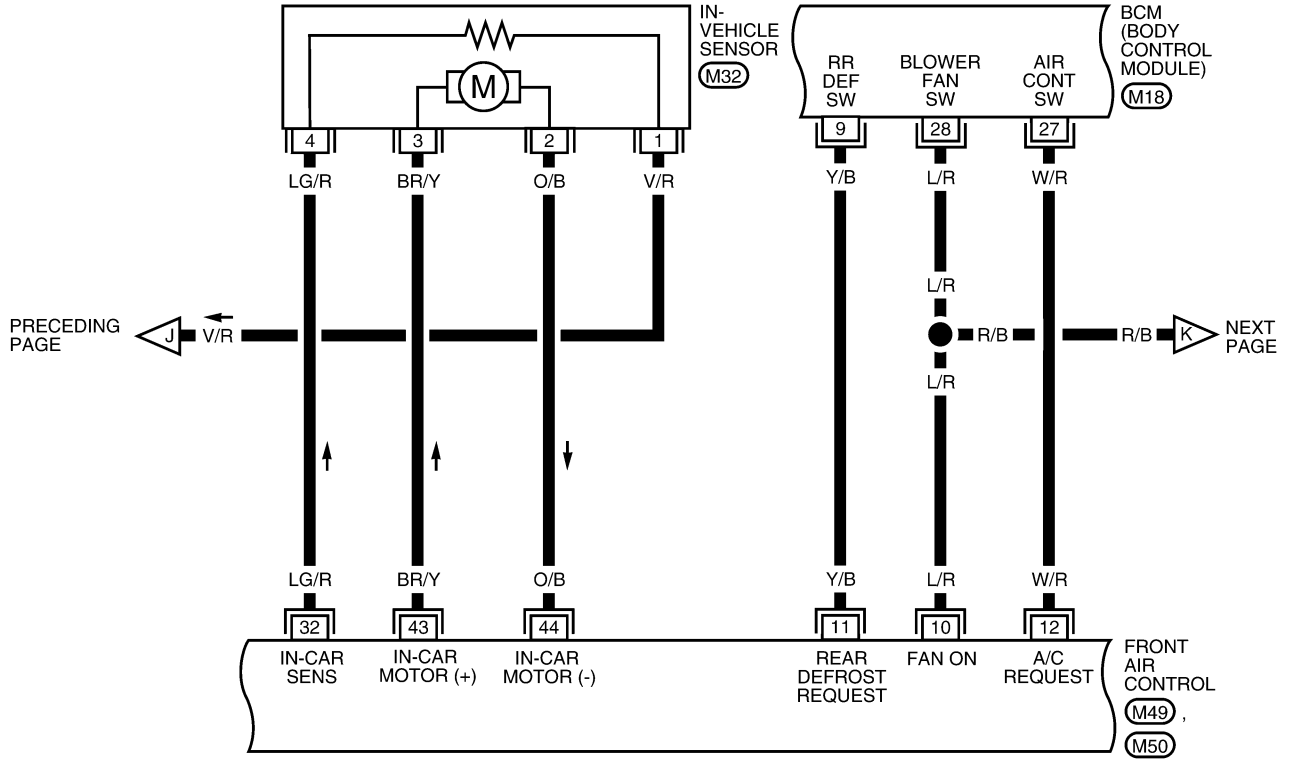 IN-
VEHICLE
SENSOR
M32
M
4
3
2
1
LG/R
BR/Y
O/B
V/R
BCM
(BODY
CONTROL
MODULE)
M18
RR
DEF
SW
BLOWER
FAN
SW
AIR
CONT
SW
9
28
27
Y/B
L/R
W/R
L/R
PRECEDING
PAGE
J
V/R
R/B
R/B
K
NEXT
PAGE
L/R
LG/R
BR/Y
O/B
Y/B
L/R
W/R
32
43
44
11
10
12
IN-CAR
SENS
IN-CAR
MOTOR (+)
IN-CAR
MOTOR (-)
REAR
DEFROST
REQUEST
FAN ON
A/C
REQUEST
FRONT
AIR
CONTROL
M49 ,
M50